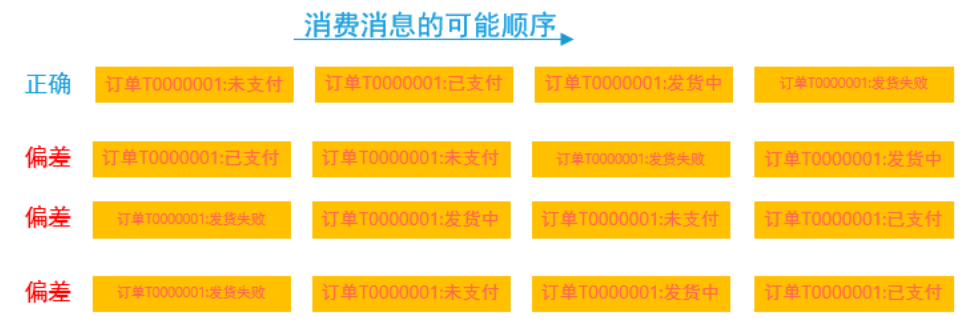 消费消息的可能顺序
正确 订单T0000001:未支付 订单T0000001:已支付 订单T0000001:发货中 订单T0000001:发货失败
偏差 订单T0000001:已支付 订单T0000001:未支付 订单T0000001:发货失败 订单T0000001:发货中
偏差 订单T0000001:发货失败 订单T0000001:发货中 订单T0000001:未支付 订单T0000001:已支付
偏差 订单T0000001:发货失败 订单T0000001:未支付 订单T0000001:发货中 订单T0000001:已支付